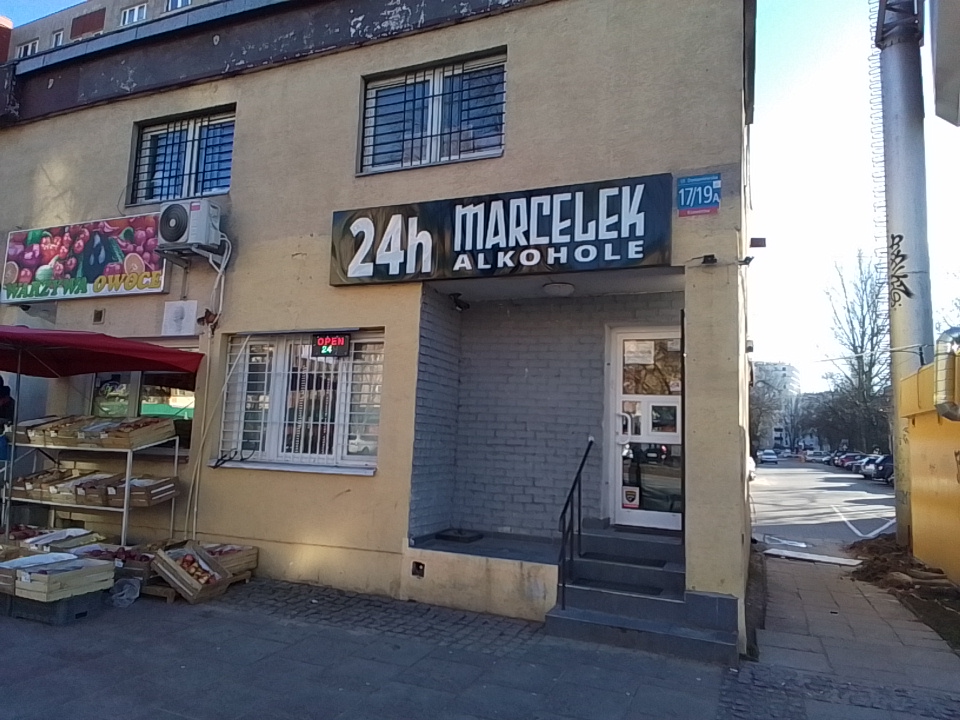 WARZYWA OWOCE
24h MARCELEK
ALKOHOLE
17/19A
OPEN
24